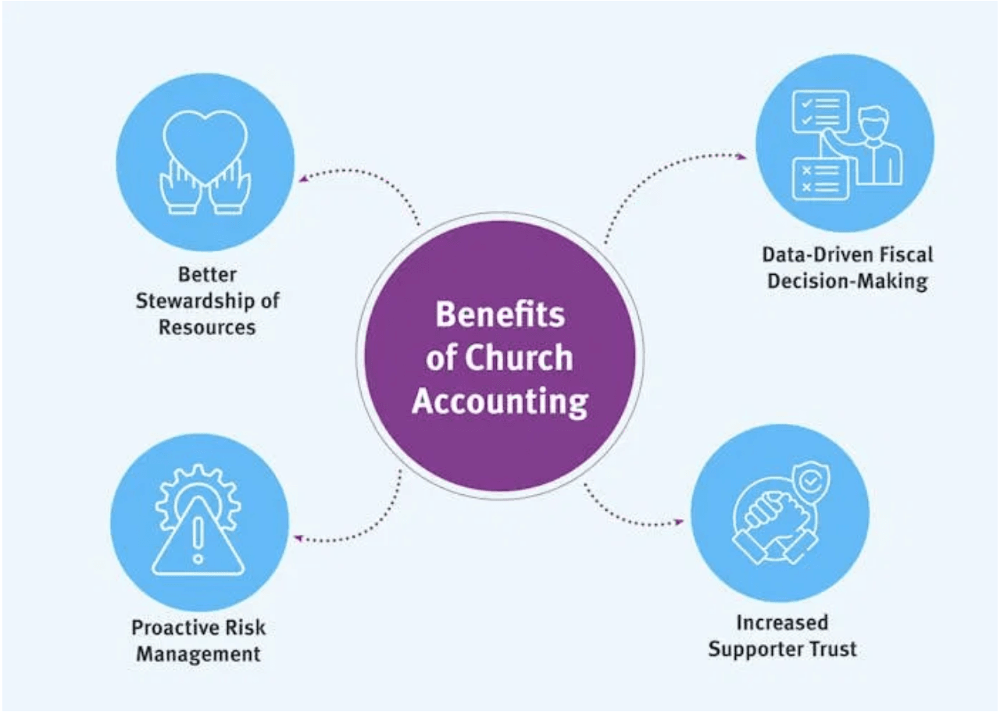 Benefits
of Church
Accounting
Better
Stewardship of
Resources
Data-Driven Fiscal
Decision-Making
Proactive Risk
Management
Increased
Supporter Trust